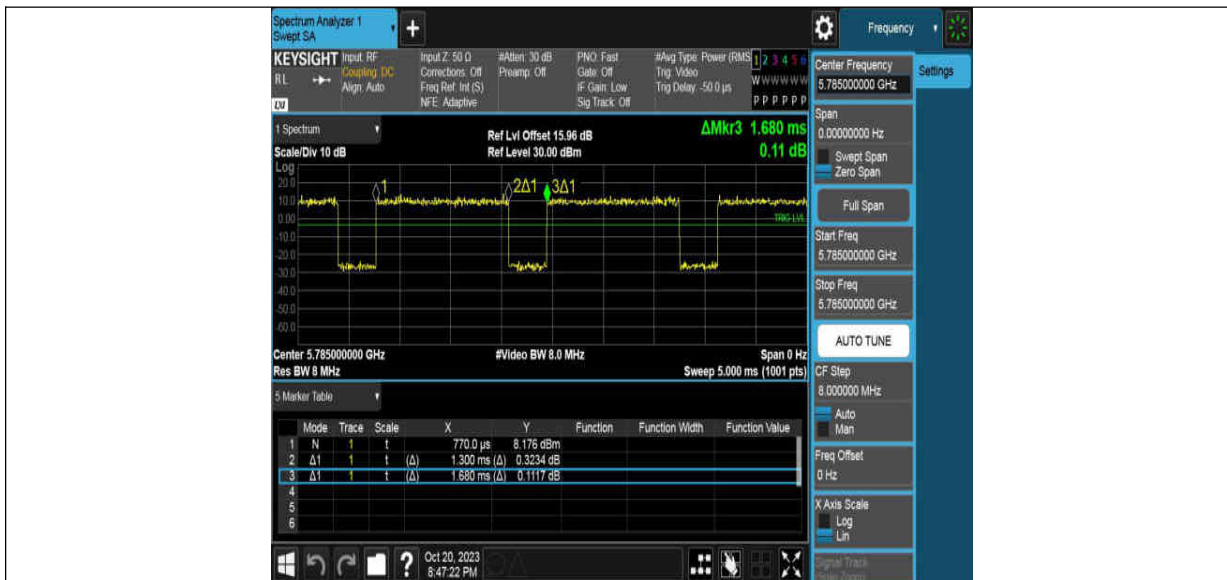 Spectrum Analyzer 1
Swept SA
+
Frequency
KEYSIGHT
RL
LXI
Input: RF
Coupling: DC
Align: Auto
Input Z: 50 Ω
Corrections: Off
Freq Ref: Int (S)
NFE: Adaptive
#Atten: 30 dB
Preamp: Off
PNO: Fast
Gate: Off
IF Gain: Low
Sig Track: Off
#Avg Type: Power (RMS
Trig: Video
Trig Delay: -50.0 µs
1 2 3 4 5 6
W W W W W W
P P P P P P
1 Spectrum
Scale/Div 10 dB
Log
Ref Lvl Offset 15.96 dB
Ref Level 30.00 dBm
ΔMkr3 1.680 ms
0.11 dB
20.0
10.0
0.00
-10.0
-20.0
-30.0
-40.0
-50.0
-60.0
1
2Δ1
3Δ1
TRIG LVL
Center 5.785000000 GHz
Res BW 8 MHz
#Video BW 8.0 MHz
Span 0 Hz
Sweep 5.000 ms (1001 pts)
5 Marker Table
Mode Trace Scale X Y Function Function Width Function Value
1 N 1 t 770.0 µs 8.176 dBm
2 Δ1 1 t (Δ) 1.300 ms (Δ) 0.3234 dB
3 Δ1 1 t (Δ) 1.680 ms (Δ) 0.1117 dB
4
5
6
?
Oct 20, 2023
8:47:22 PM
Center Frequency
5.785000000 GHz
Settings
Span
0.00000000 Hz
Swept Span
Zero Span
Full Span
Start Freq
5.785000000 GHz
Stop Freq
5.785000000 GHz
AUTO TUNE
CF Step
8.000000 MHz
Auto
Man
Freq Offset
0 Hz
X Axis Scale
Log
Lin
Signal Track